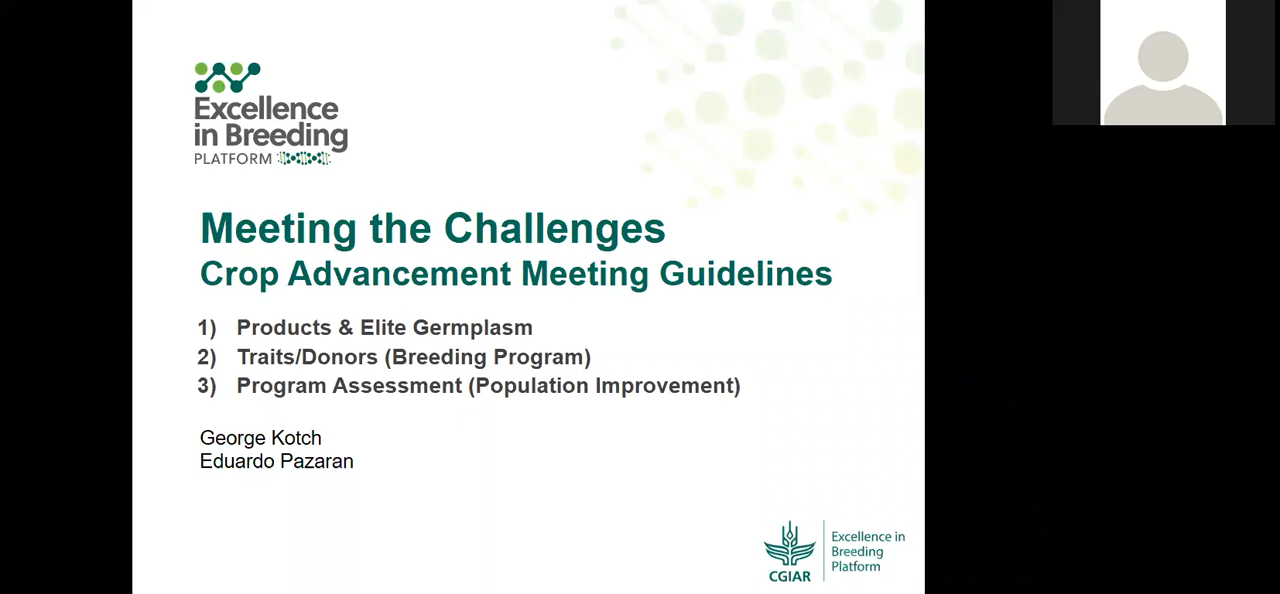 Excellence
in Breeding
PLATFORM
Meeting the Challenges
Crop Advancement Meeting Guidelines
1) Products & Elite Germplasm
2) Traits/Donors (Breeding Program)
3) Program Assessment (Population Improvement)
George Kotch
Eduardo Pazaran
CGIAR
Excellence in
Breeding
Platform